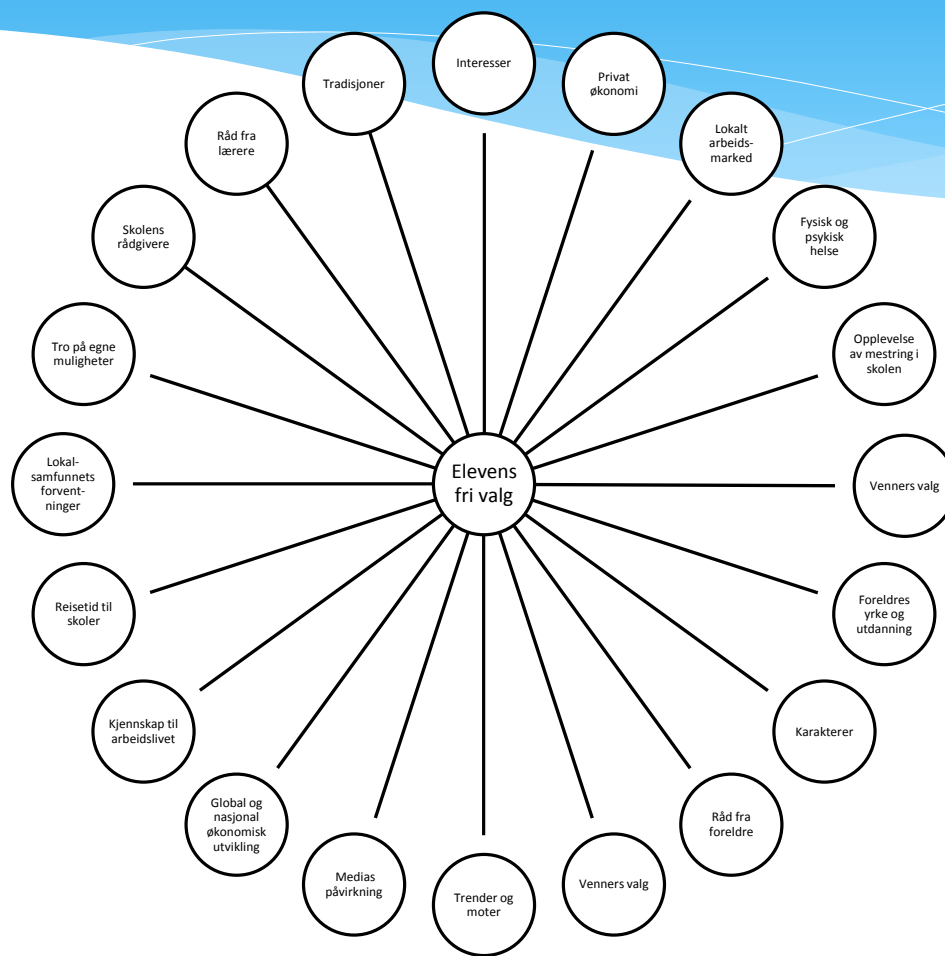 Interesser
Privat
økonomi
Lokalt
arbeids-
marked
Fysisk og
psykisk
helse
Opplevelse
av mestring i
skolen
Venners valg
Foreldres
yrke og
utdanning
Karakterer
Råd fra
foreldre
Venners valg
Trender og
moter
Medias
påvirkning
Global og
nasjonal
økonomisk
utvikling
Kjennskap til
arbeidslivet
Reisetid til
skoler
Lokal-
samfunnets
forvent-
ninger
Tro på egne
muligheter
Skolens
rådgivere
Råd fra
lærere
Tradisjoner
Elevens
fri valg